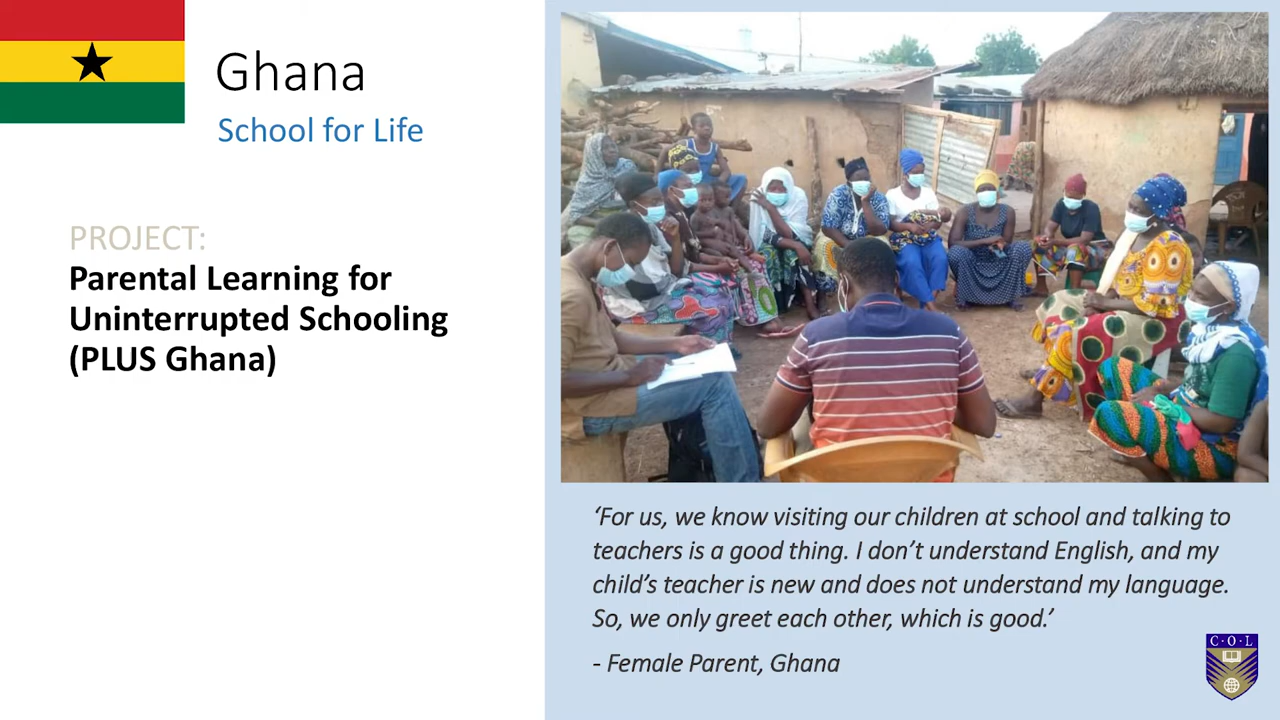 Ghana
School for Life
PROJECT:
Parental Learning for
Uninterrupted Schooling
(PLUS Ghana)
‘For us, we know visiting our children at school and talking to
teachers is a good thing. I don’t understand English, and my
child’s teacher is new and does not understand my language.
So, we only greet each other, which is good.’
- Female Parent, Ghana
C·O·L